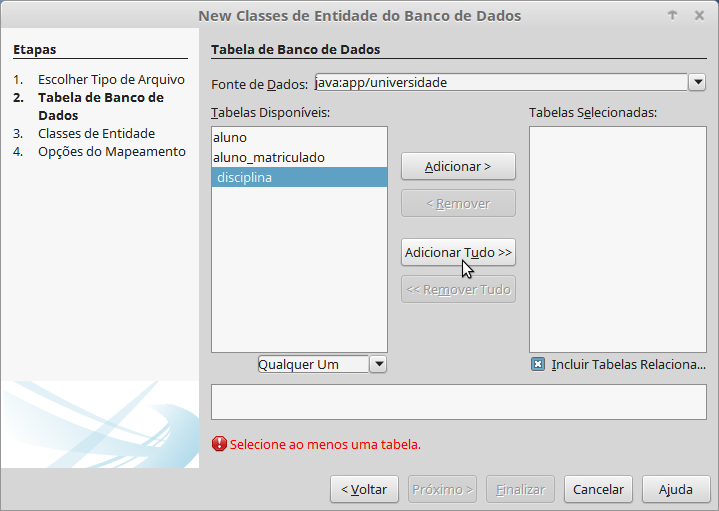 New Classes de Entidade do Banco de Dados
Etapas
1. Escolher Tipo de Arquivo
2. Tabela de Banco de
Dados
3. Classes de Entidade
4. Opções do Mapeamento
Tabela de Banco de Dados
Fonte de Dados: java:app/universidade
Tabelas Disponíveis:
aluno
aluno_matriculado
disciplina
Qualquer Um
Adicionar >
< Remover
Adicionar Tudo >>
<< Remover Tudo
Tabelas Selecionadas:
Incluir Tabelas Relaciona...
Selecione ao menos uma tabela.
< Voltar
Próximo >
Finalizar
Cancelar
Ajuda